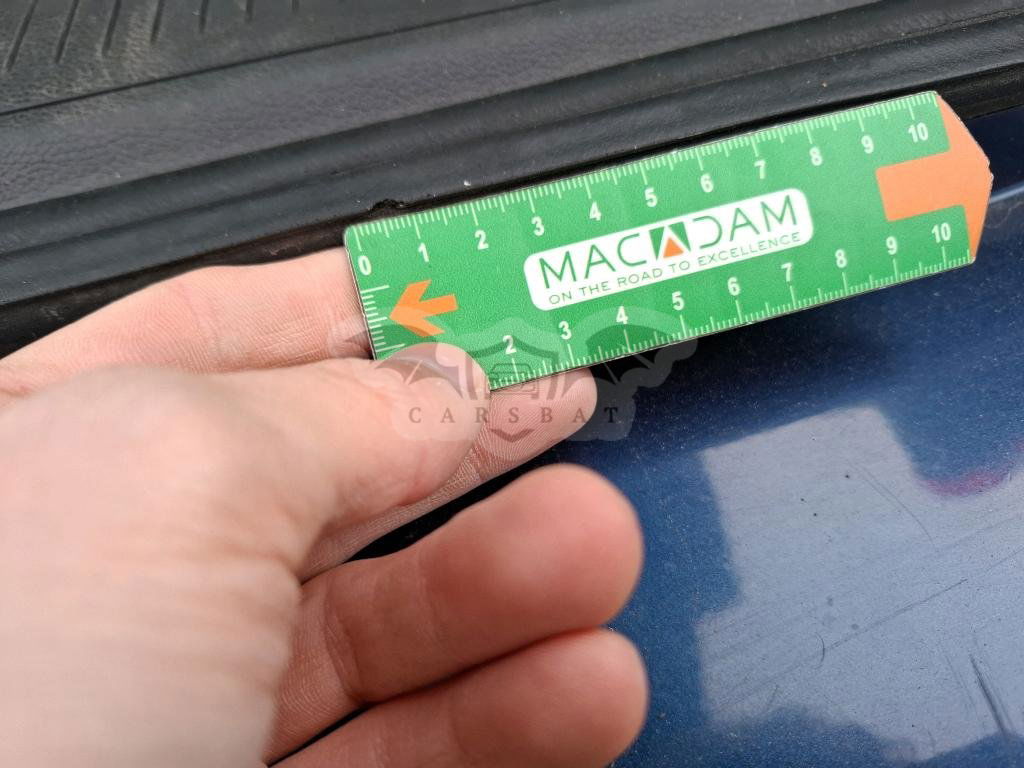 0 1 2 3 4 5 6 7 8 9 10
MACADAM
ON THE ROAD TO EXCELLENCE
2 3 4 5 6 7 8 9 10
CARSBAT